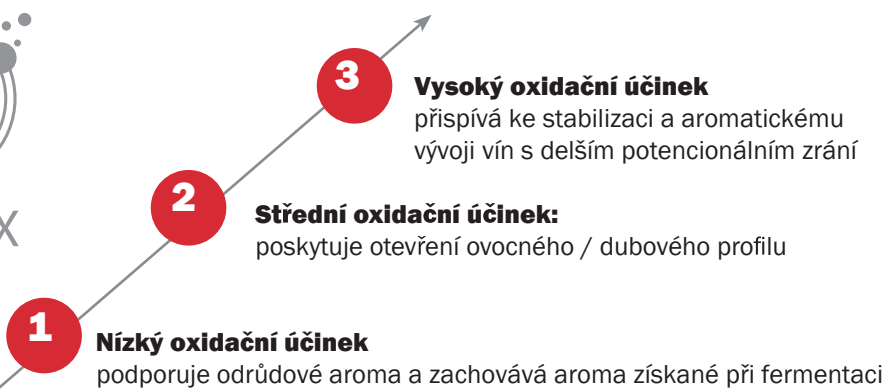 3
Vysoký oxidační účinek
přispívá ke stabilizaci a aromatickému
vývoji vín s delším potencionálním zrání
2
Střední oxidační účinek:
poskytuje otevření ovocného / dubového profilu
X
1
Nízký oxidační účinek
podporuje odrůdové aroma a zachovává aroma získané při fermentaci